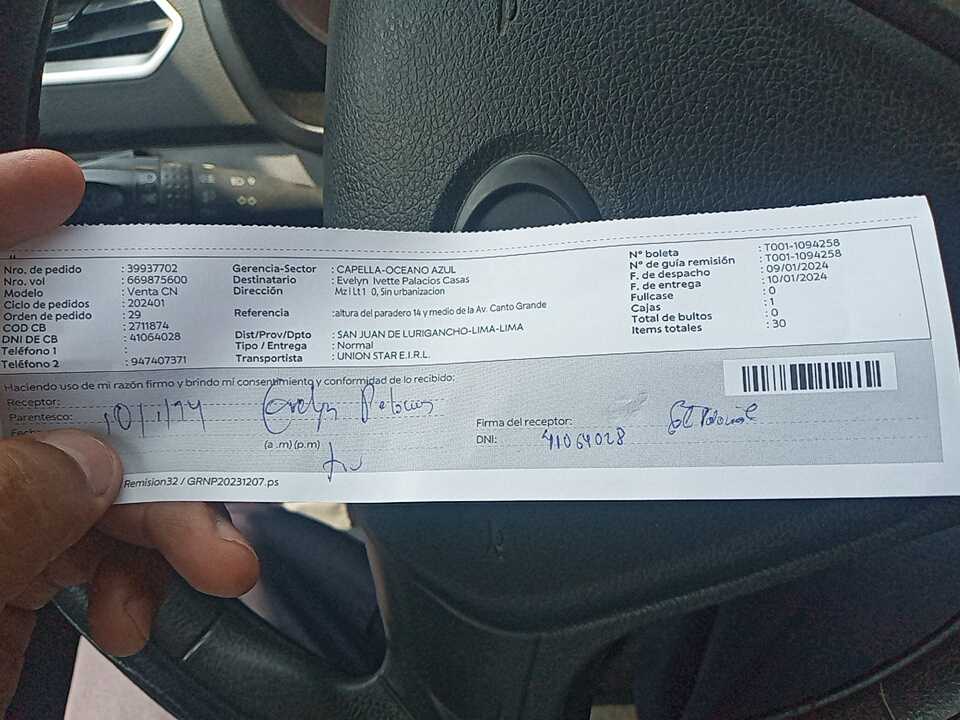 Nro. de pedido : 39937702
Nro. vol : 669875600
Modelo : Venta CN
Ciclo de pedidos : 202401
Orden de pedido : 29
COD CB : 2711874
DNI DE CB : 41064028
Teléfono 1 :
Teléfono 2 : 947407371
Gerencia-Sector : CAPELLA-OCEANO AZUL
Destinatario : Evelyn Ivette Palacios Casas
Dirección Mz I Lt 1 0, Sin urbanizacion
Referencia :altura del paradero 14 y medio de la Av. Canto Grande
Dist/Prov/Dpto : SAN JUAN DE LURIGANCHO-LIMA-LIMA
Tipo / Entrega : Normal
Transportista : UNION STAR E.I.R.L.
N° boleta : T001-1094258
N° de guía remisión : T001-1094258
F. de despacho : 09/01/2024
F. de entrega : 10/01/2024
Fullcase : 0
Cajas : 1
Total de bultos : 0
Items totales : 30
Haciendo uso de mi razón firmo y brindo mi consentimiento y conformidad de lo recibido:
Receptor: Evelyn Palacios
Parentesco:
(a .m) (p.m)
Firma del receptor:
DNI: 41064028
Remision32 / GRNP20231207.ps